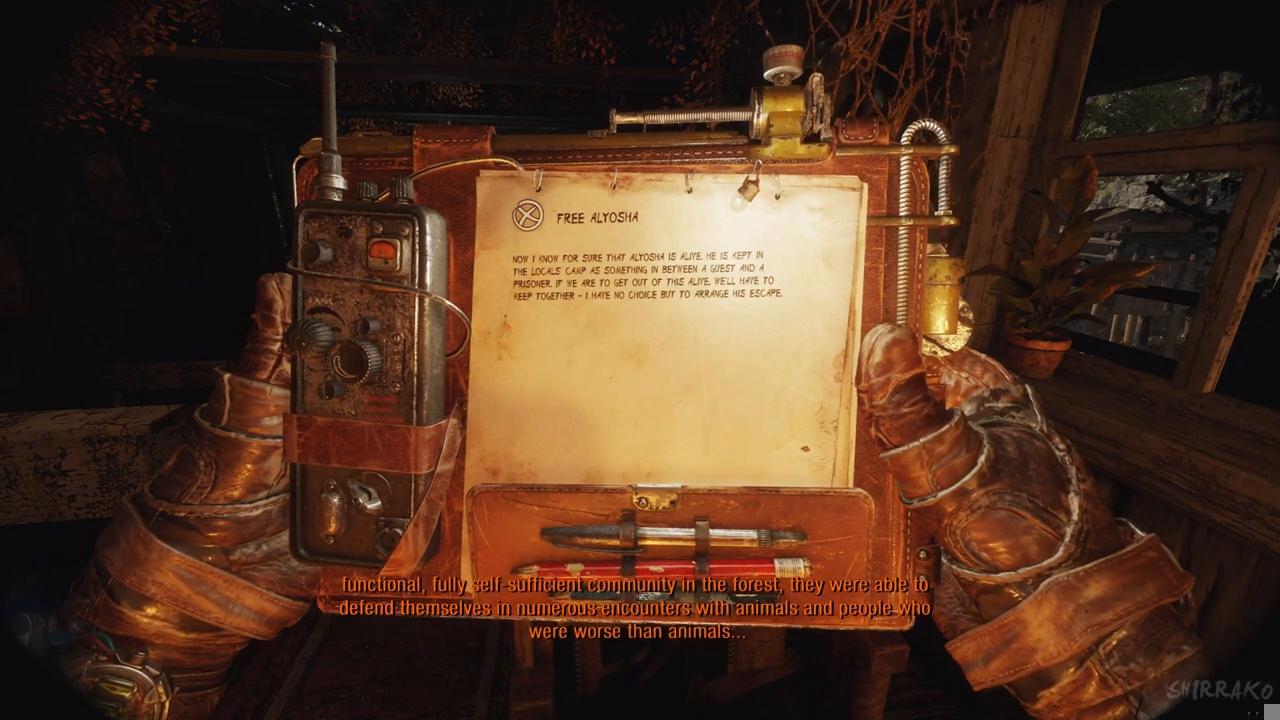 FREE ALYOSHA
NOW I KNOW FOR SURE THAT ALYOSHA IS ALIVE. HE IS KEPT IN
THE LOCALS' CAMP AS SOMETHING IN BETWEEN A GUEST AND A
PRISONER. IF WE ARE TO GET OUT OF THIS ALIVE, WE'LL HAVE TO
KEEP TOGETHER - I HAVE NO CHOICE BUT TO ARRANGE HIS ESCAPE.
functional, fully self-sufficient community in the forest, they were able to
defend themselves in numerous encounters with animals and people who
were worse than animals...
SHIRRAKO